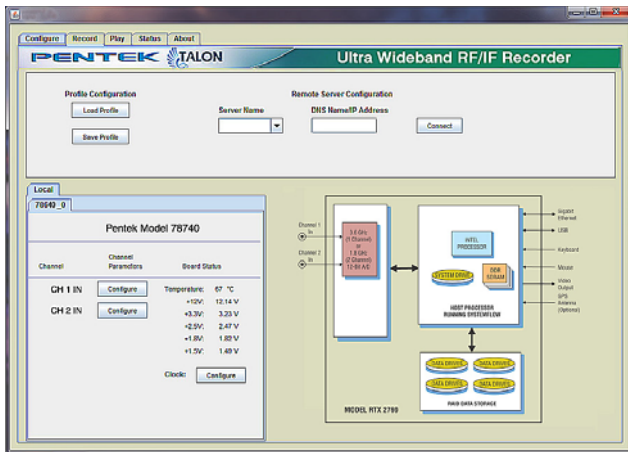 Configure Record Play Status About
PENTEK TALON Ultra Wideband RF/IF Recorder
Profile Configuration
Load Profile
Save Profile
Remote Server Configuration
Server Name DNS Name/IP Address
Connect
Local
78640_0
Pentek Model 78740
Channel Channel Parameters Board Status
CH 1 IN Configure Temperature: 67 °C
CH 2 IN Configure +12V: 12.14 V
+3.3V: 3.23 V
+2.5V: 2.47 V
+1.8V: 1.82 V
+1.5V: 1.49 V
Clock: Configure
Channel 1
In
Channel 2
In
3.6 GHz
(1 Channel)
or
1.8 GHz
(2 Channel)
12-Bit A/D
INTEL
PROCESSOR
SYSTEM DRIVE
DDR
SDRAM
HOST PROCESSOR
RUNNING SYSTEMFLOW
Gigabit
Ethernet
USB
Keyboard
Mouse
Video
Output
GPS
Antenna
(Optional)
DATA DRIVES DATA DRIVES
DATA DRIVES DATA DRIVES
RAID DATA STORAGE
MODEL RTX 2789